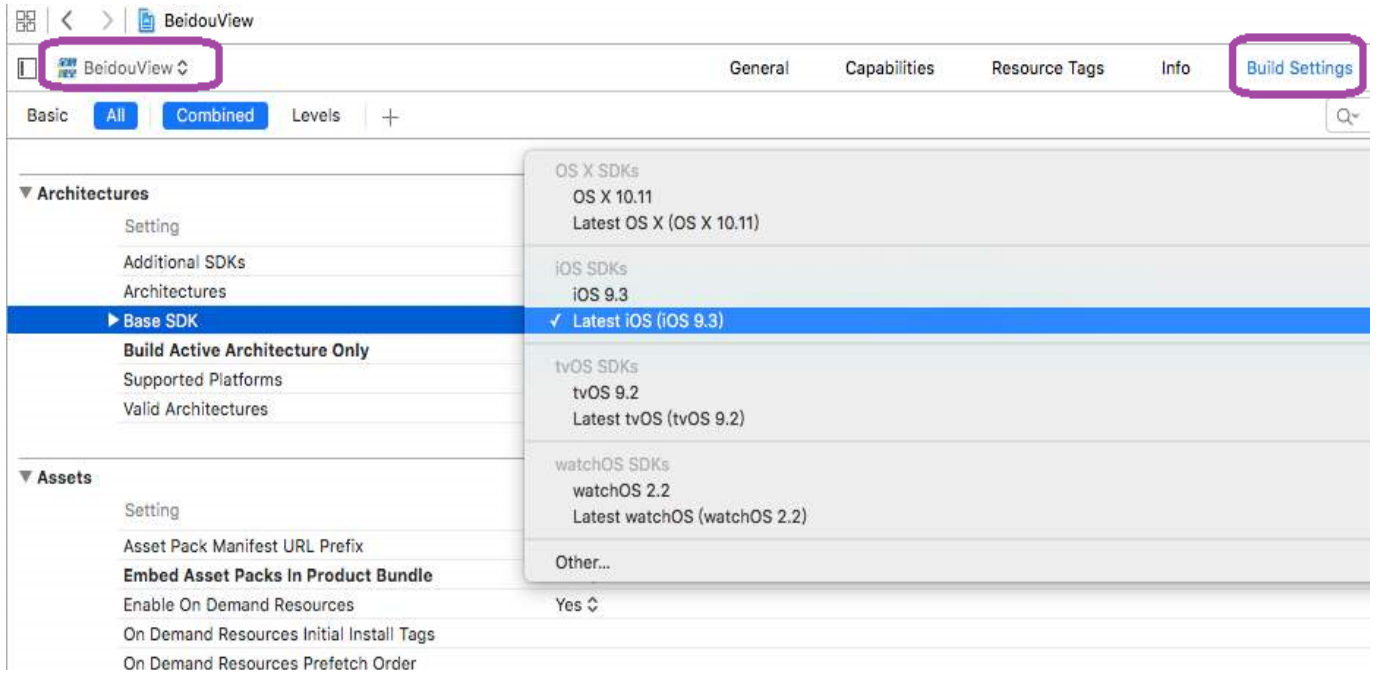 BeidouView
BeidouView General Capabilities Resource Tags Info Build Settings
Basic All Combined Levels +
OS X SDKs
OS X 10.11
Latest OS X (OS X 10.11)
iOS SDKs
iOS 9.3
✓ Latest iOS (iOS 9.3)
tvOS SDKs
tvOS 9.2
Latest tvOS (tvOS 9.2)
watchOS SDKs
watchOS 2.2
Latest watchOS (watchOS 2.2)
Other...
Architectures
Setting
Additional SDKs
Architectures
Base SDK
Build Active Architecture Only
Supported Platforms
Valid Architectures
Assets
Setting
Asset Pack Manifest URL Prefix
Embed Asset Packs In Product Bundle
Enable On Demand Resources Yes
On Demand Resources Initial Install Tags
On Demand Resources Prefetch Order